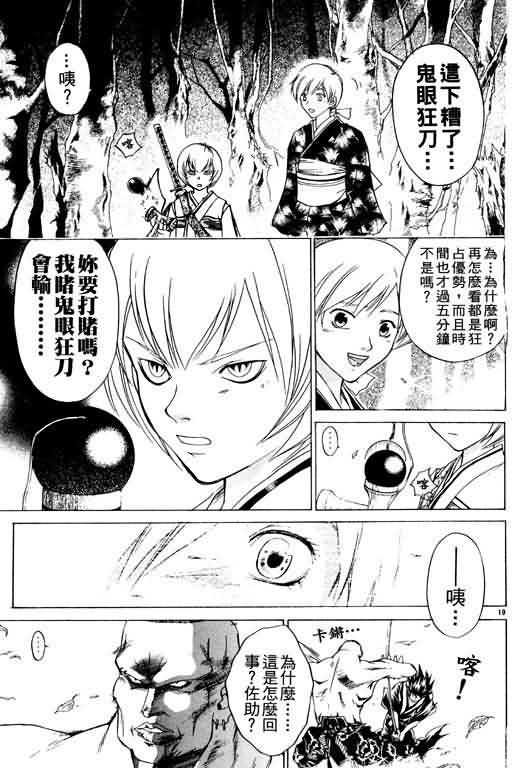 這下糟了…
鬼眼狂刀…
…咦？
喀
為…為什麼啊？
再怎麼看都是狂
占優勢，而且時
間也才過五分鐘
不是嗎？
妳要打賭嗎？
我賭鬼眼狂刀
會輸………
喀
…
——咦
19
喀！
卡鏘…
為什麼……
這是怎麼回
事？佐助？
…